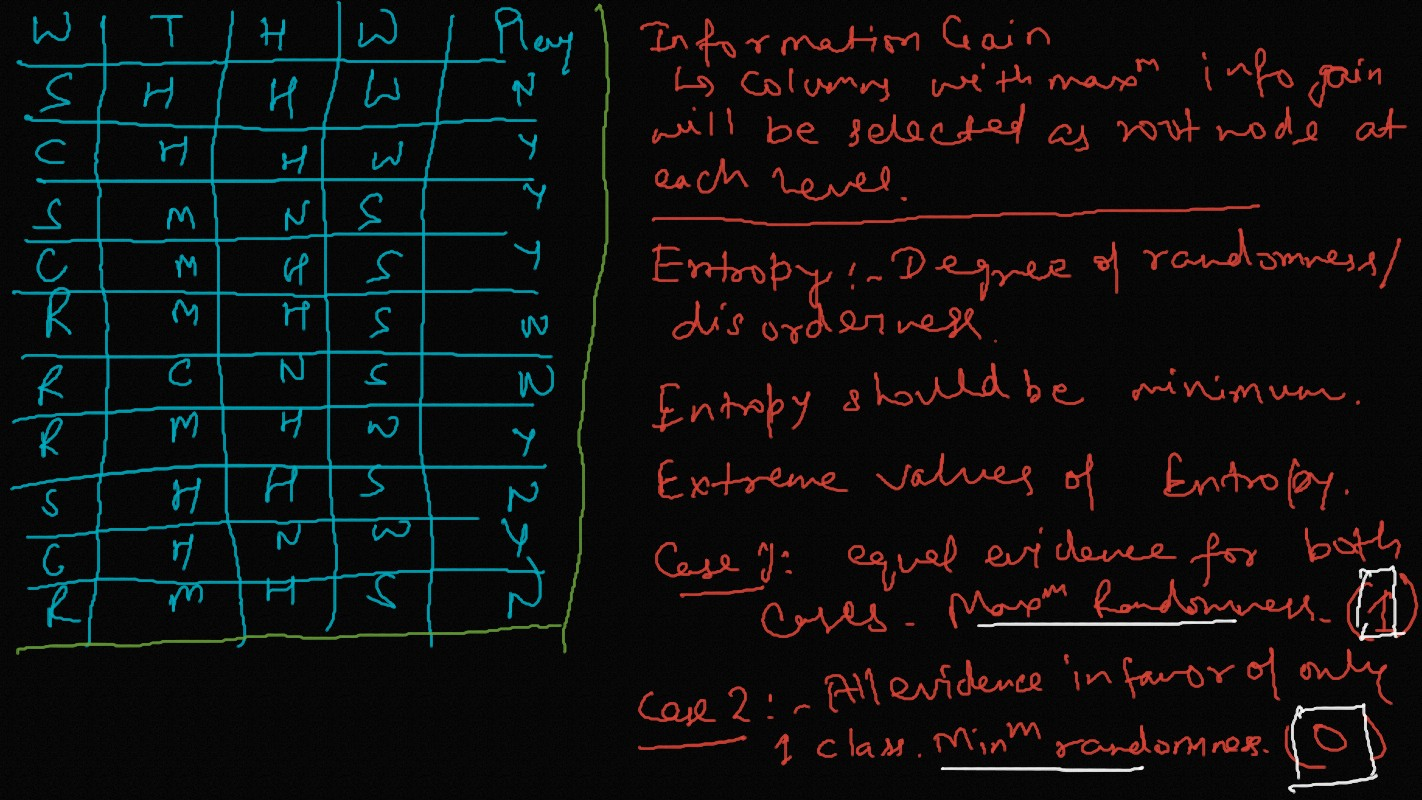 W T H W Play
S H H W N
C H H W Y
S M N S Y
C M H S Y
R M H S N
R C N S N
R M H W Y
S H H S N
C H N W Y
R M H S N
Information Gain
↳ Columns with maxᵐ info gain
will be selected as root node at
each level.
Entropy :- Degree of randomness/
disorderness.
Entropy should be minimum.
Extreme values of Entropy.
Case 1: equal evidence for both
Cases - Maxᵐ Randomness. (1)
Case 2 :- All evidence in favor of only
1 class. Minᵐ randomness. (0)